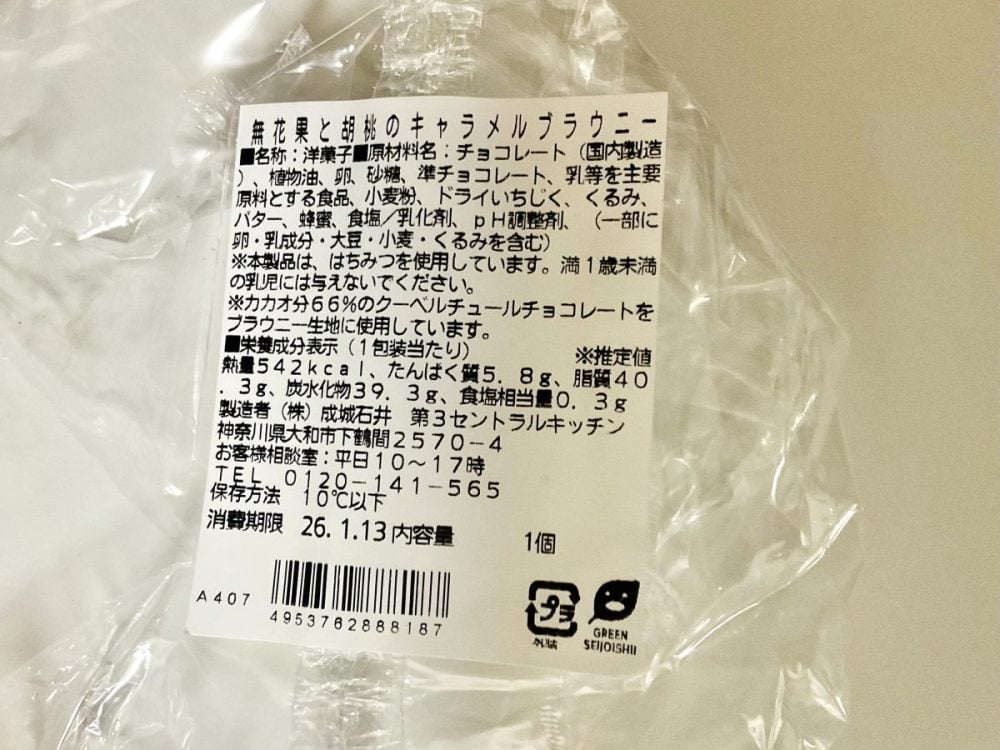 無花果と胡桃のキャラメルブラウニー
■名称：洋菓子■原材料名：チョコレート（国内製造
）、植物油、卵、砂糖、準チョコレート、乳等を主要
原料とする食品、小麦粉、ドライいちじく、くるみ、
バター、蜂蜜、食塩／乳化剤、ｐＨ調整剤、（一部に
卵・乳成分・大豆・小麦・くるみを含む）
※本製品は、はちみつを使用しています。満１歳未満
の乳児には与えないでください。
※カカオ分６６％のクーベルチュールチョコレートを
ブラウニー生地に使用しています。
■栄養成分表示（１包装当たり） ※推定値
熱量５４２ｋｃａｌ、たんぱく質５．８ｇ、脂質４０
．３ｇ、炭水化物３９．３ｇ、食塩相当量０．３ｇ
製造者（株）成城石井 第３セントラルキッチン
神奈川県大和市下鶴間２５７０－４
お客様相談室：平日１０～１７時
ＴＥＬ ０１２０－１４１－５６５
保存方法 １０℃以下
消費期限 26.1.13 内容量 1個
Ａ４０７
4953762888187
プラ
外装
GREEN
SEIJOISHII